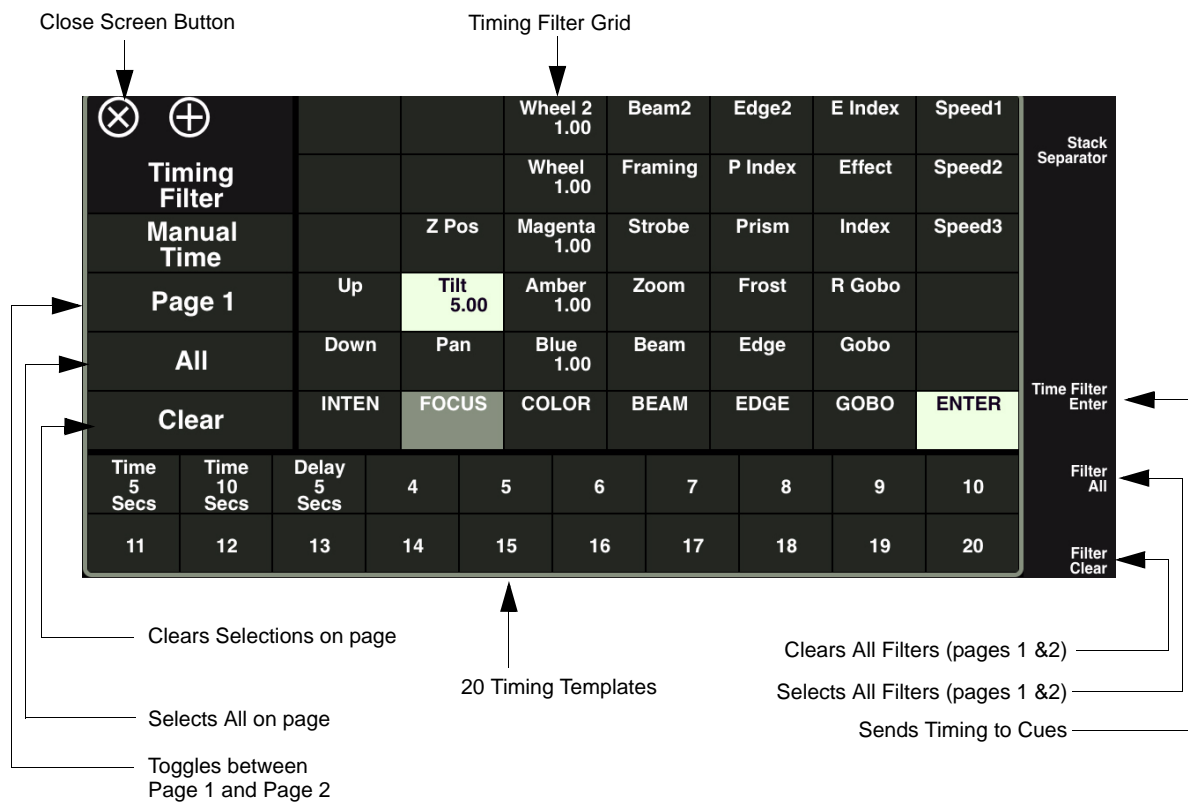 Close Screen Button
Timing Filter Grid
Wheel 2
1.00
Beam2
Edge2
E Index
Speed1
Stack
Separator
Timing
Filter
Wheel
1.00
Framing
P Index
Effect
Speed2
Manual
Time
Z Pos
Magenta
1.00
Strobe
Prism
Index
Speed3
Page 1
Up
Tilt
5.00
Amber
1.00
Zoom
Frost
R Gobo
All
Down
Pan
Blue
1.00
Beam
Edge
Gobo
Clear
INTEN
FOCUS
COLOR
BEAM
EDGE
GOBO
ENTER
Time Filter
Enter
Time
5
Secs
Time
10
Secs
Delay
5
Secs
4
5
6
7
8
9
10
Filter
All
11
12
13
14
15
16
17
18
19
20
Filter
Clear
Clears Selections on page
Clears All Filters (pages 1 &2)
20 Timing Templates
Selects All Filters (pages 1 &2)
Selects All on page
Sends Timing to Cues
Toggles between
Page 1 and Page 2